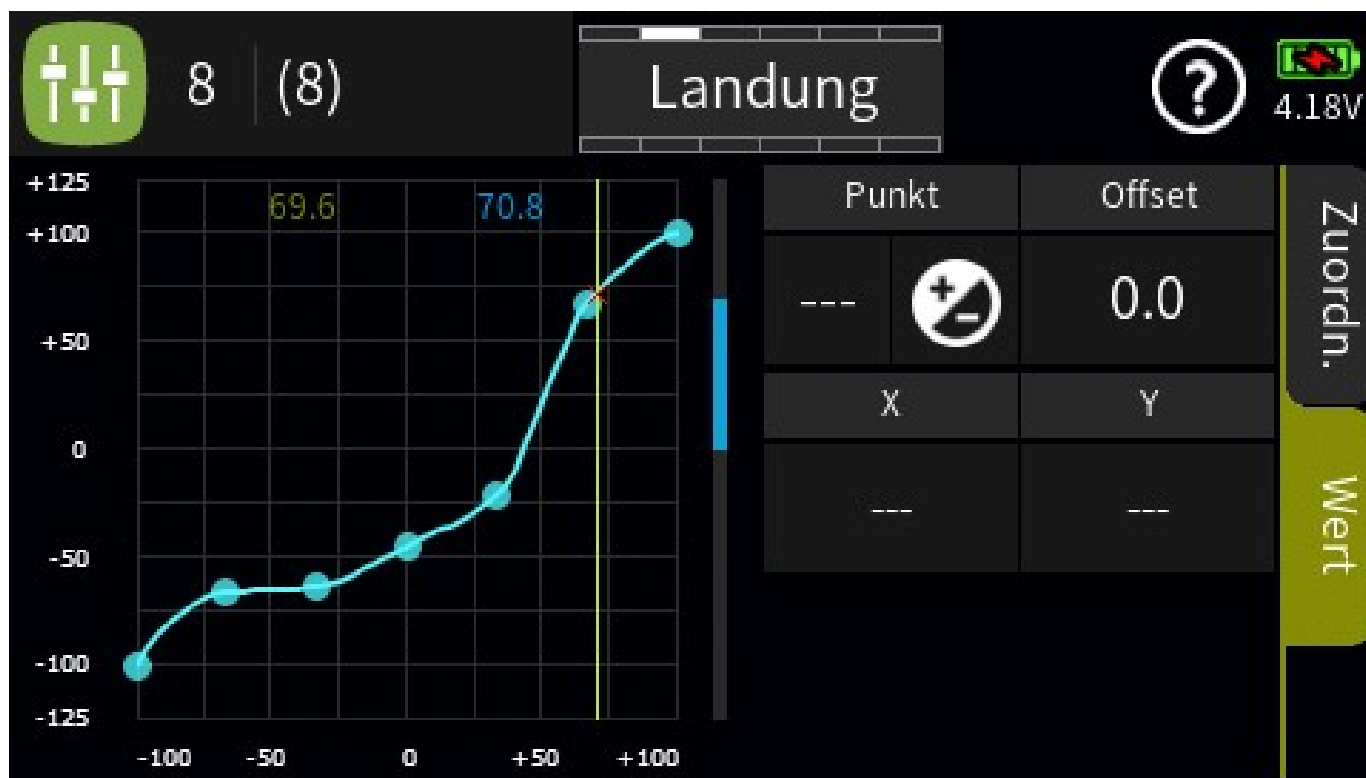 8 (8) Landung ? 4.18V
+125 69.6 70.8
+100
+50
0
-50
-100
-125
-100 -50 0 +50 +100
Punkt Offset
--- + - 0.0
X Y
--- ---
Zuordn.
Wert